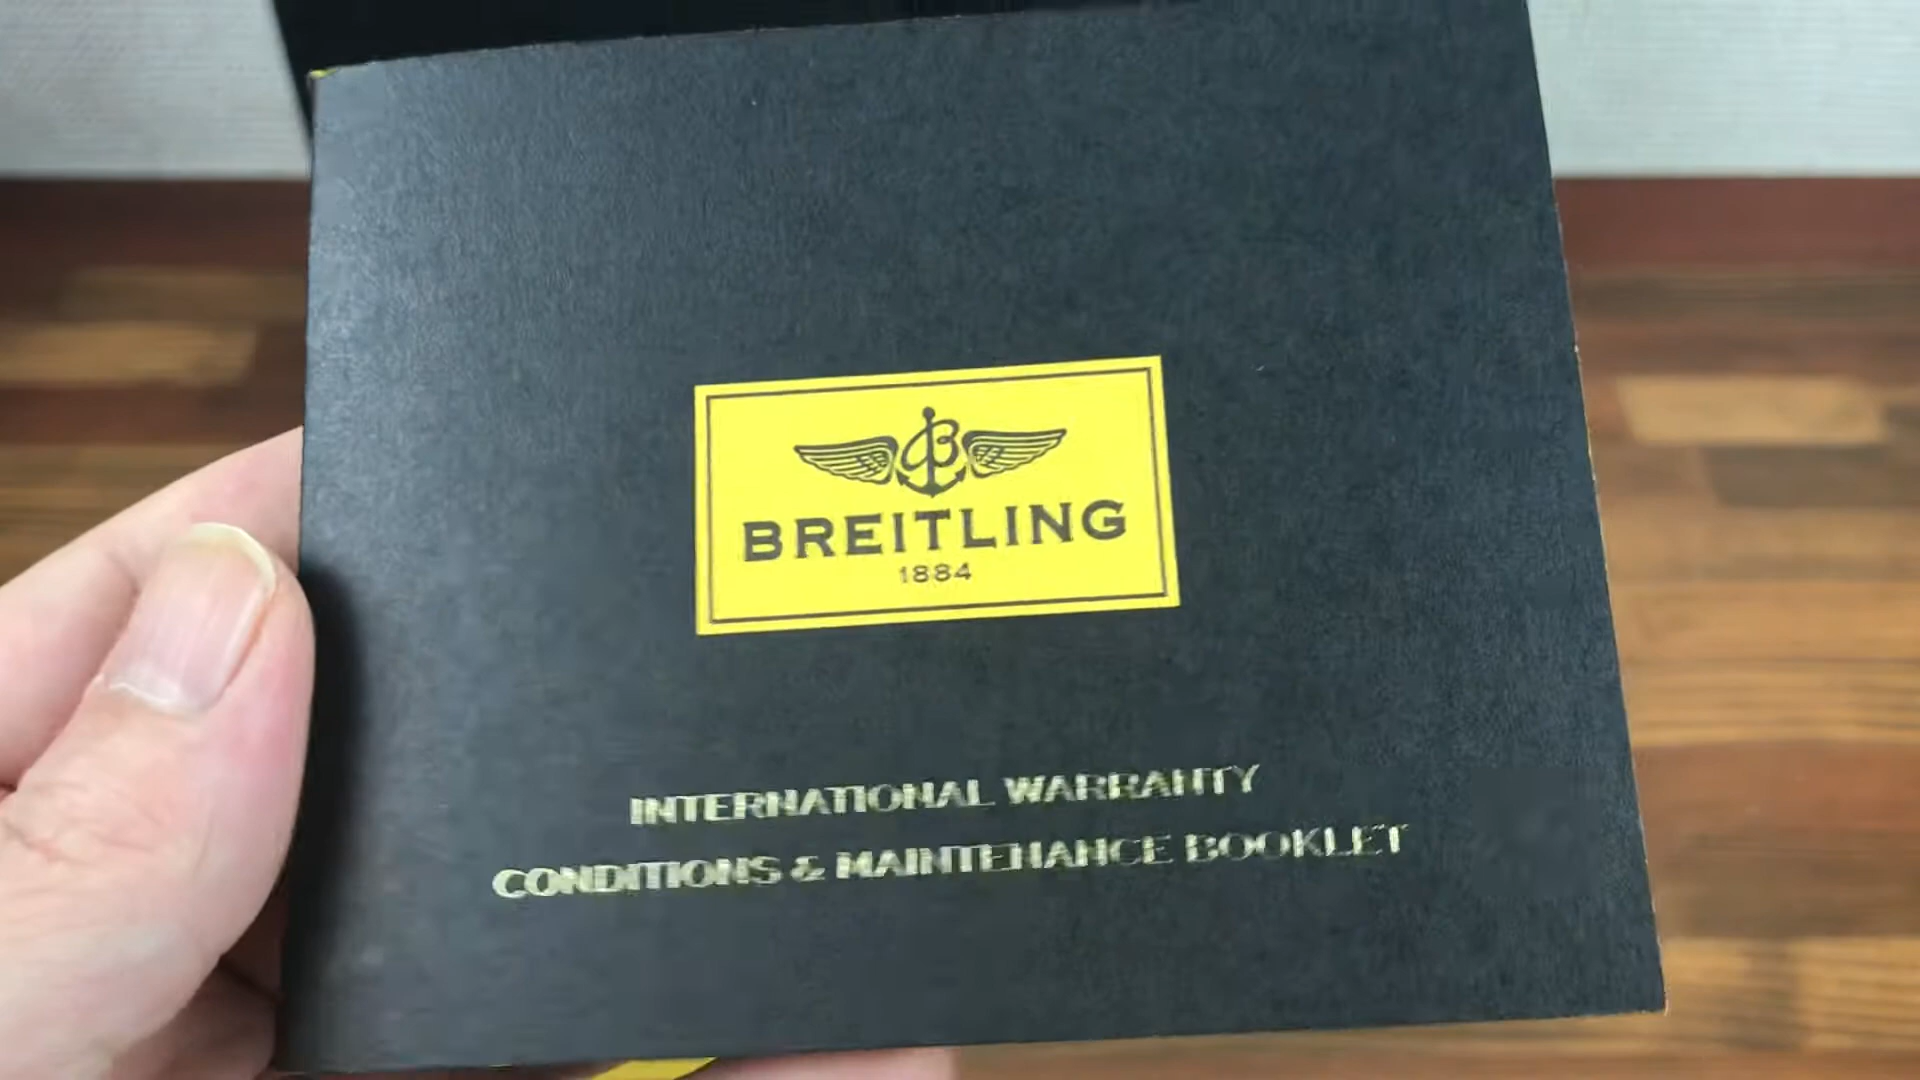 BREITLING
1884
INTERNATIONAL WARRANTY
CONDITIONS & MAINTENANCE BOOKLET